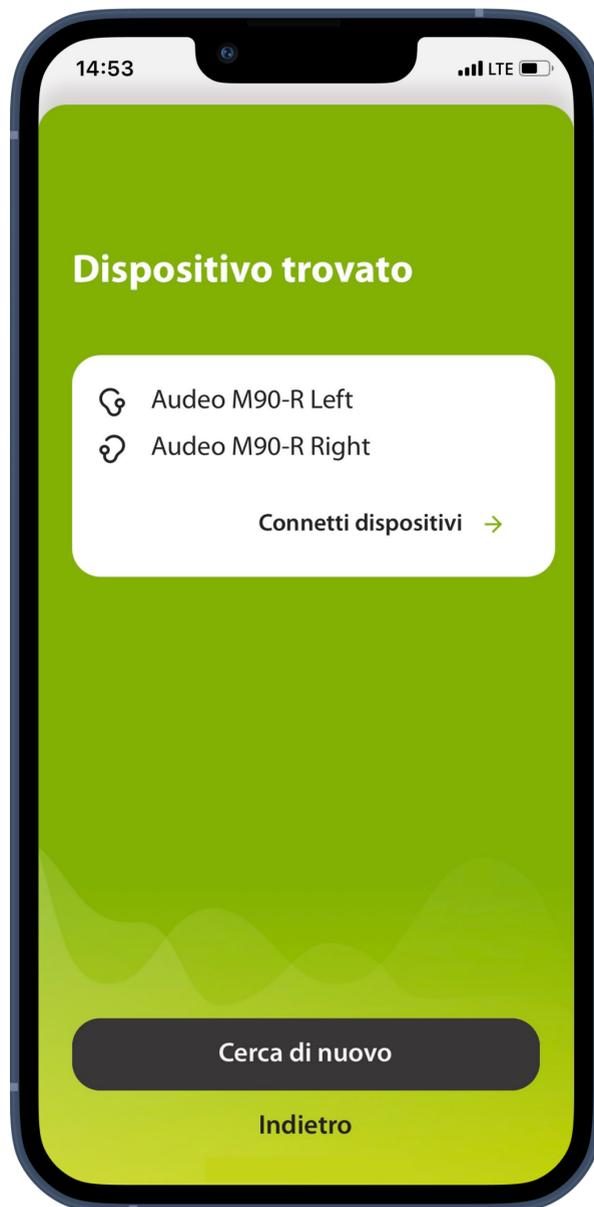 14:53
LTE
Dispositivo trovato
Audeo M90-R Left
Audeo M90-R Right
Connetti dispositivi
Cerca di nuovo
Indietro